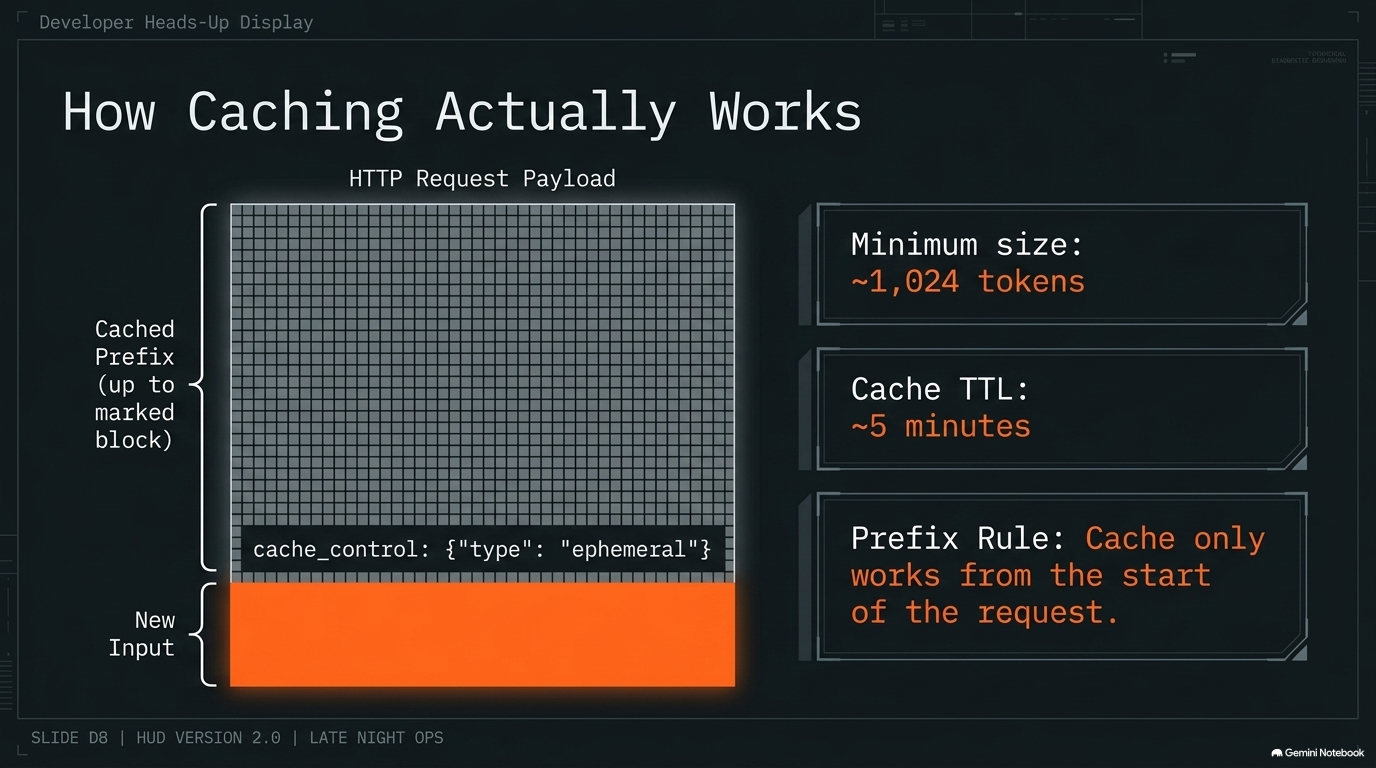 Developer Heads-Up Display
How Caching Actually Works
HTTP Request Payload
Cached
Prefix
(up to
marked
block)
cache_control: {"type": "ephemeral"}
New
Input
Minimum size:
~1,024 tokens
Cache TTL:
~5 minutes
Prefix Rule: Cache only
works from the start
of the request.
SLIDE D8 | HUD VERSION 2.0 | LATE NIGHT OPS
Gemini Notebook